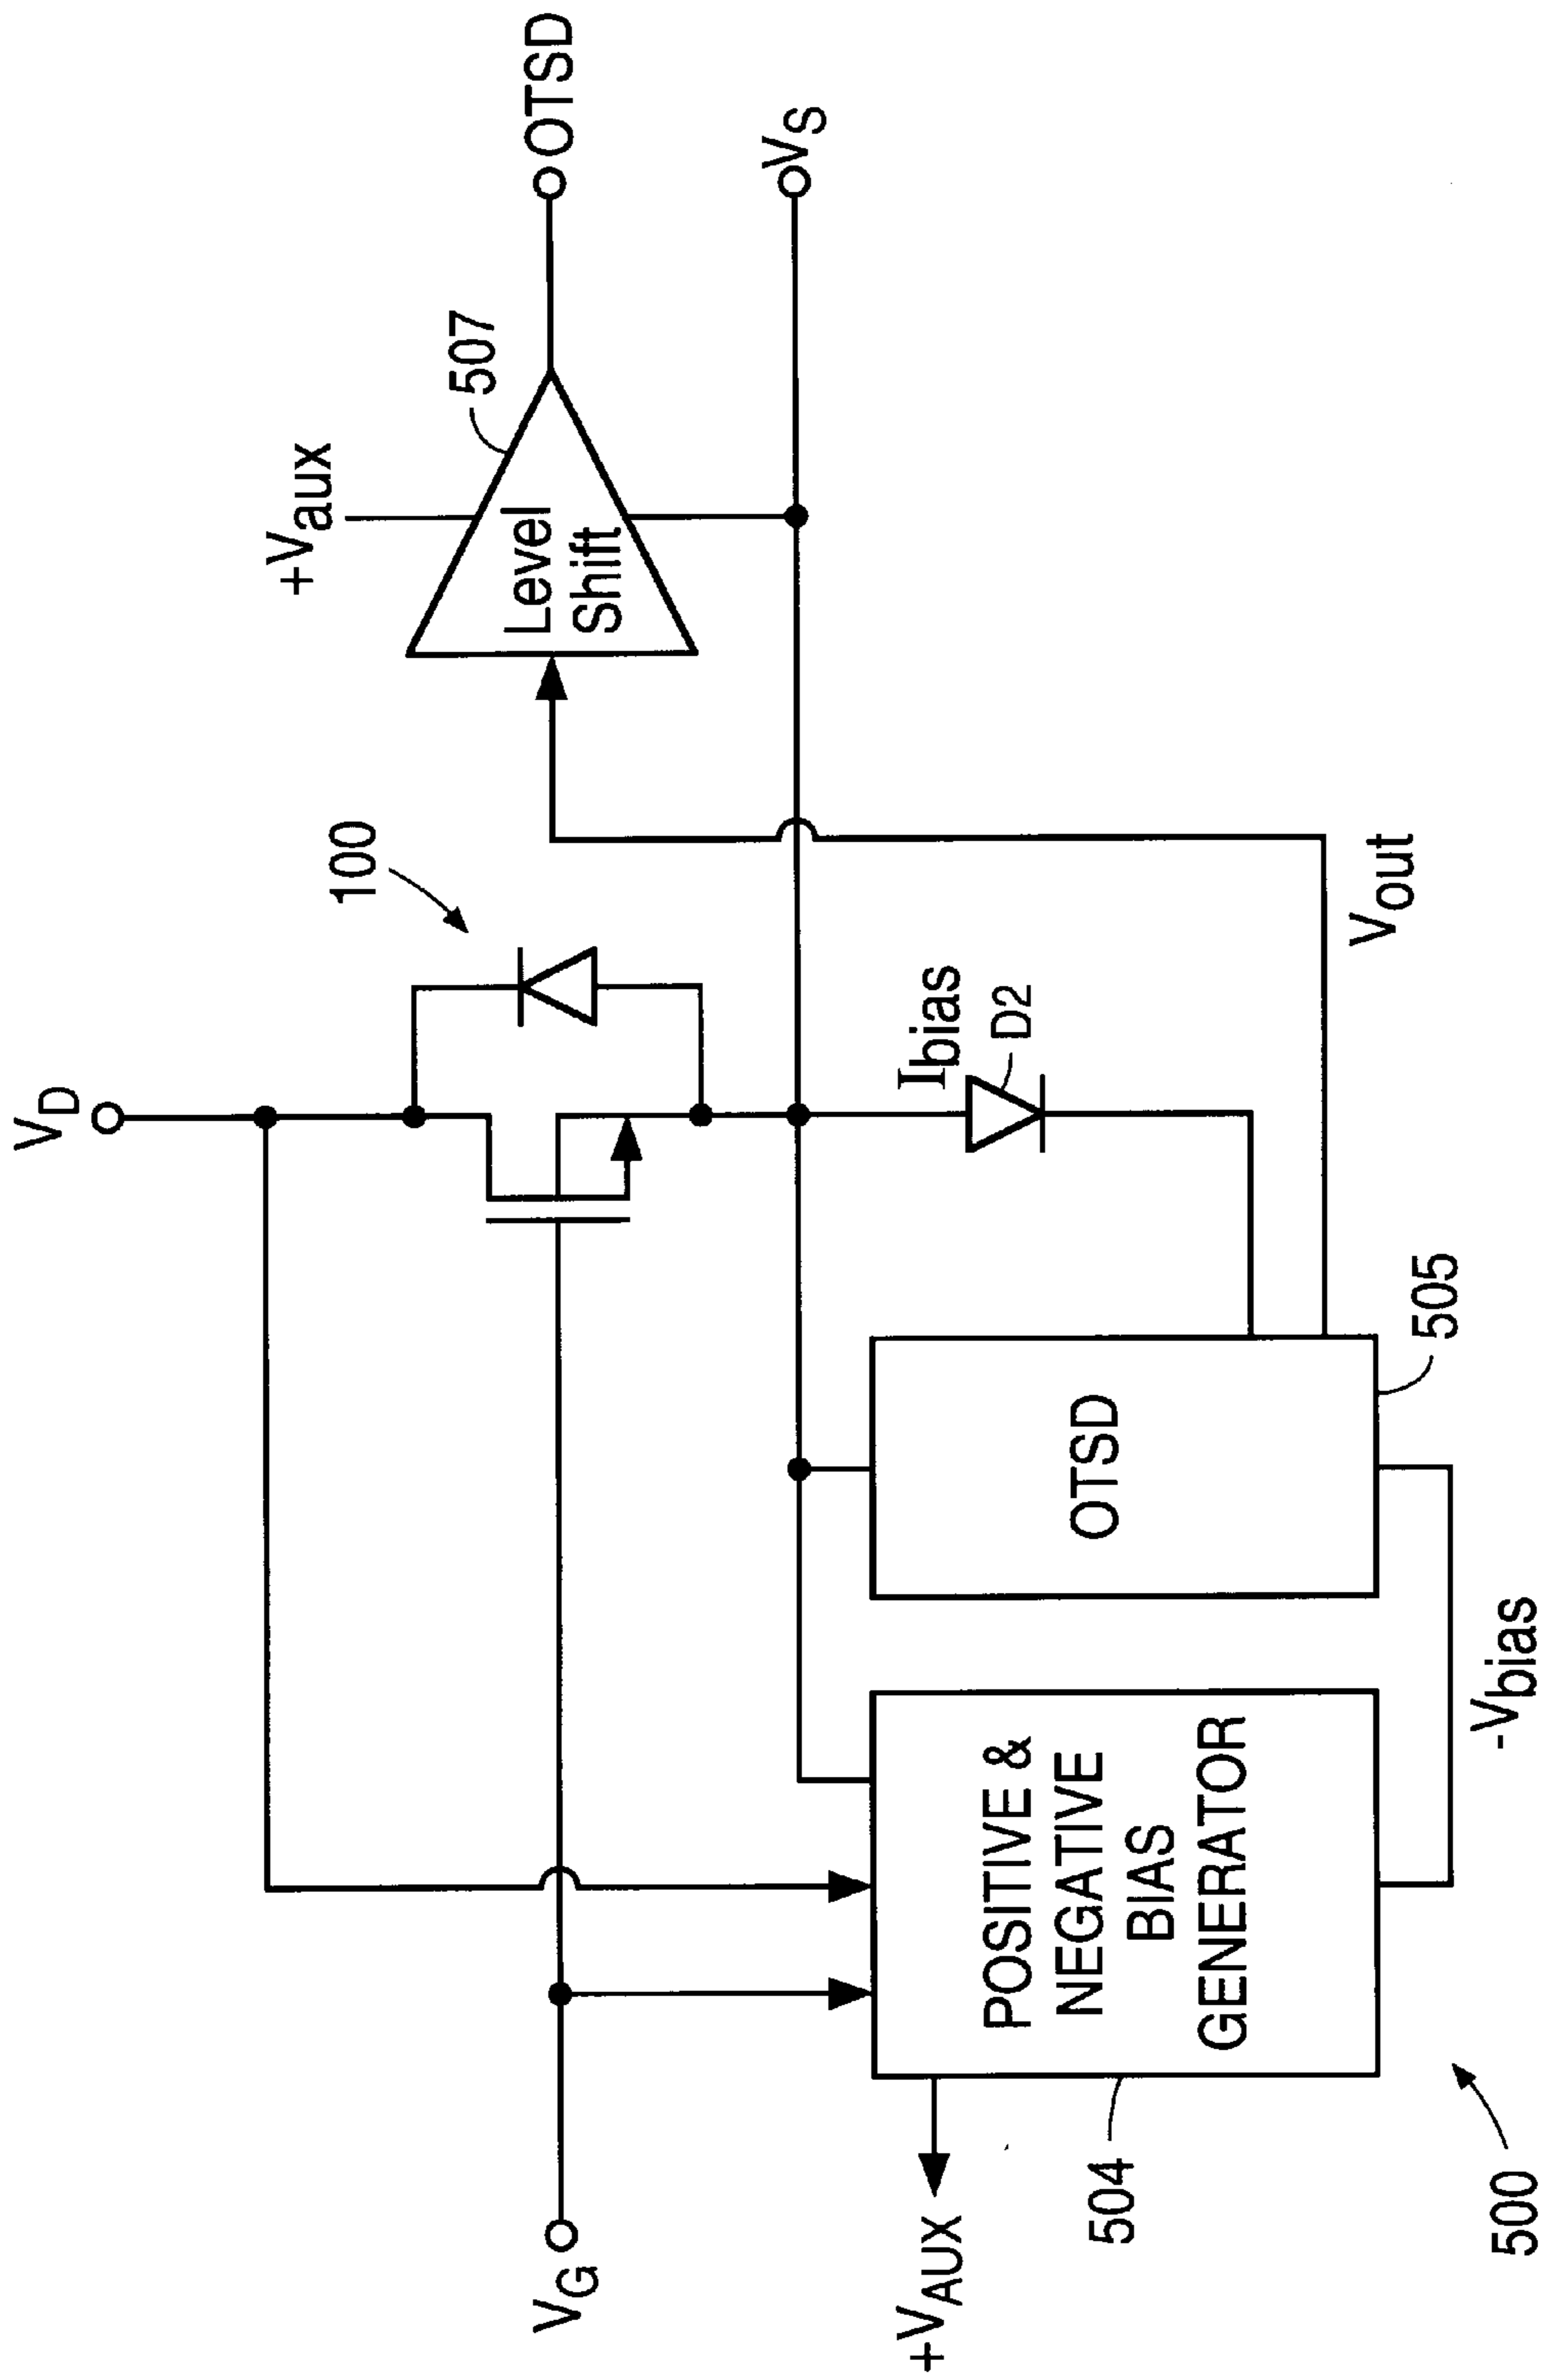 V_D
100
+V_aux
507
Level
Shift
OTSD
V_G
V_S
I_bias
D2
+V_AUX
POSITIVE &
NEGATIVE
BIAS
GENERATOR
OTSD
504
505
V_out
-V_bias
500